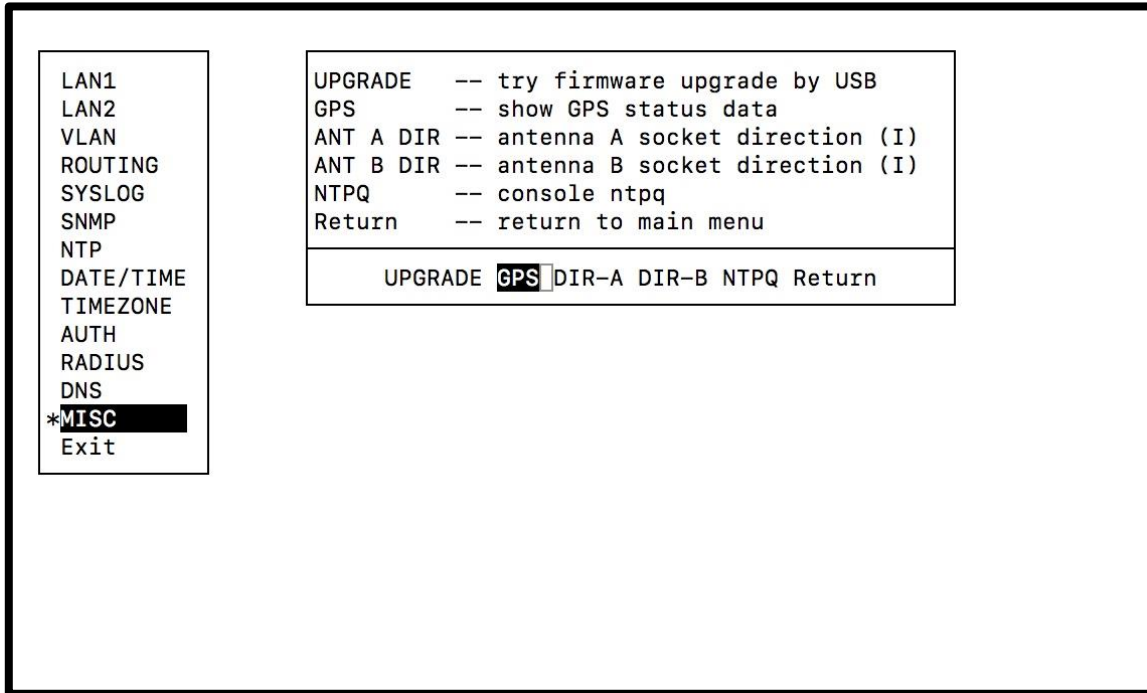 LAN1
LAN2
VLAN
ROUTING
SYSLOG
SNMP
NTP
DATE/TIME
TIMEZONE
AUTH
RADIUS
DNS
*MISC
Exit
UPGRADE -- try firmware upgrade by USB
GPS -- show GPS status data
ANT A DIR -- antenna A socket direction (I)
ANT B DIR -- antenna B socket direction (I)
NTPQ -- console ntpq
Return -- return to main menu
UPGRADE GPS DIR-A DIR-B NTPQ Return